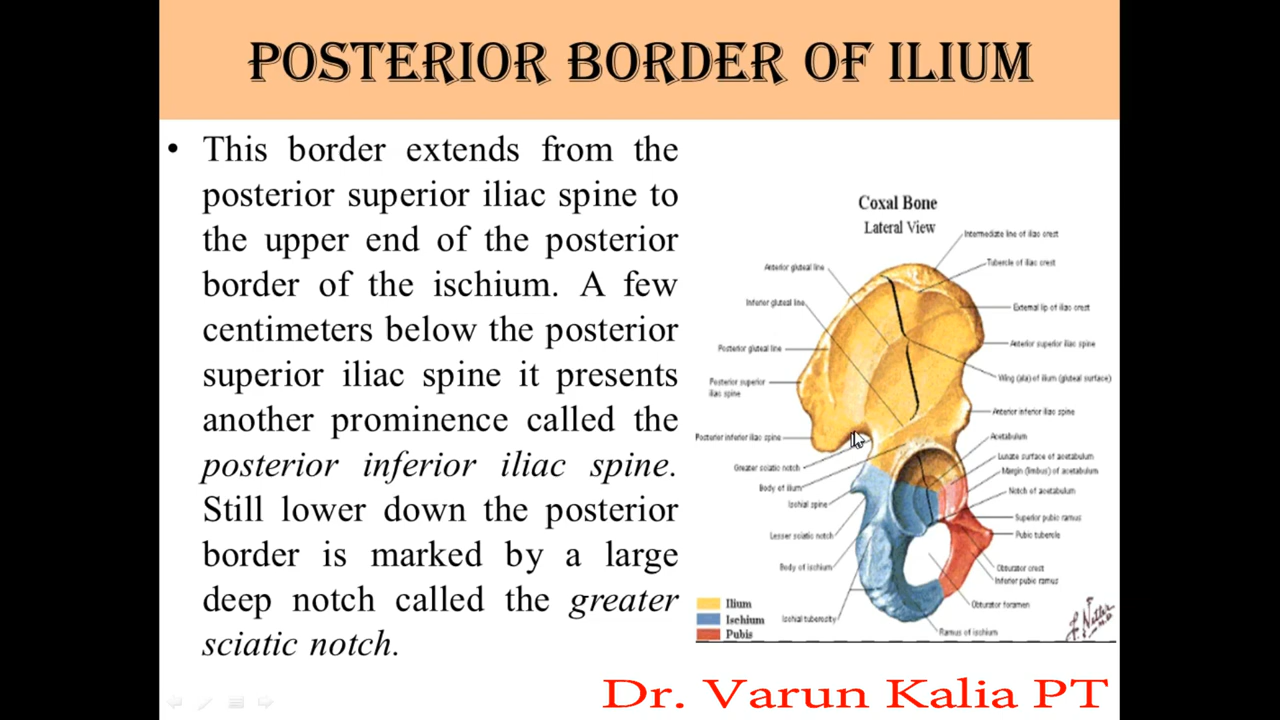 POSTERIOR BORDER OF ILIUM
• This border extends from the
posterior superior iliac spine to
the upper end of the posterior
border of the ischium. A few
centimeters below the posterior
superior iliac spine it presents
another prominence called the
posterior inferior iliac spine.
Still lower down the posterior
border is marked by a large
deep notch called the greater
sciatic notch.
Coxal Bone
Lateral View
Intermediate line of iliac crest
Tubercle of iliac crest
Anterior gluteal line
Inferior gluteal line
External lip of iliac crest
Posterior gluteal line
Anterior superior iliac spine
Posterior superior
iliac spine
Wing (ala) of ilium (gluteal surface)
Anterior inferior iliac spine
Posterior inferior iliac spine
Acetabulum
Lunate surface of acetabulum
Greater sciatic notch
Margin (limbus) of acetabulum
Body of ilium
Notch of acetabulum
Ischial spine
Superior pubic ramus
Lesser sciatic notch
Pubic tubercle
Body of ischium
Obturator crest
Inferior pubic ramus
Obturator foramen
Ischial tuberosity
Ramus of ischium
Ilium
Ischium
Pubis
Dr. Varun Kalia PT